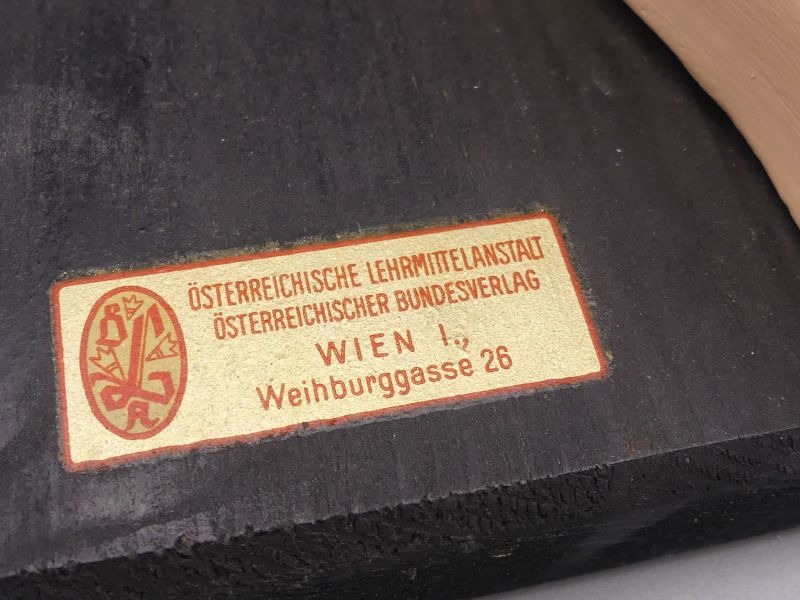 ÖSTERREICHISCHE LEHRMITTELANSTALT
ÖSTERREICHISCHER BUNDESVERLAG
WIEN I.,
Weihburggasse 26